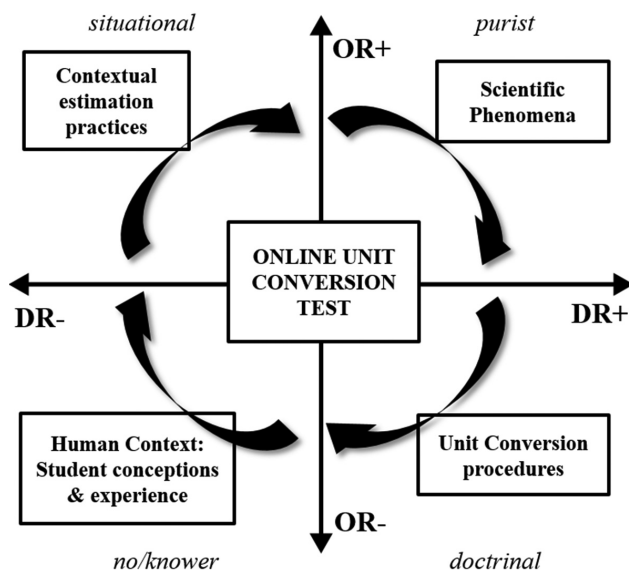 situational
purist
OR+
Contextual
estimation
practices
Scientific
Phenomena
ONLINE UNIT
CONVERSION
TEST
DR-
DR+
Human Context:
Student conceptions
& experience
Unit Conversion
procedures
OR-
no/knower
doctrinal